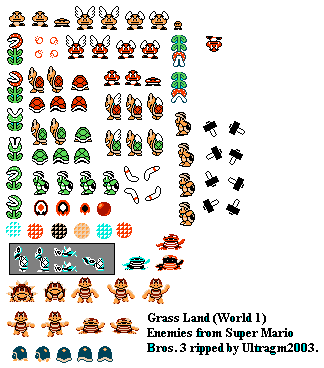 Grass Land (World 1)
Enemies from Super Mario
Bros. 3 ripped by Ultragm2003.